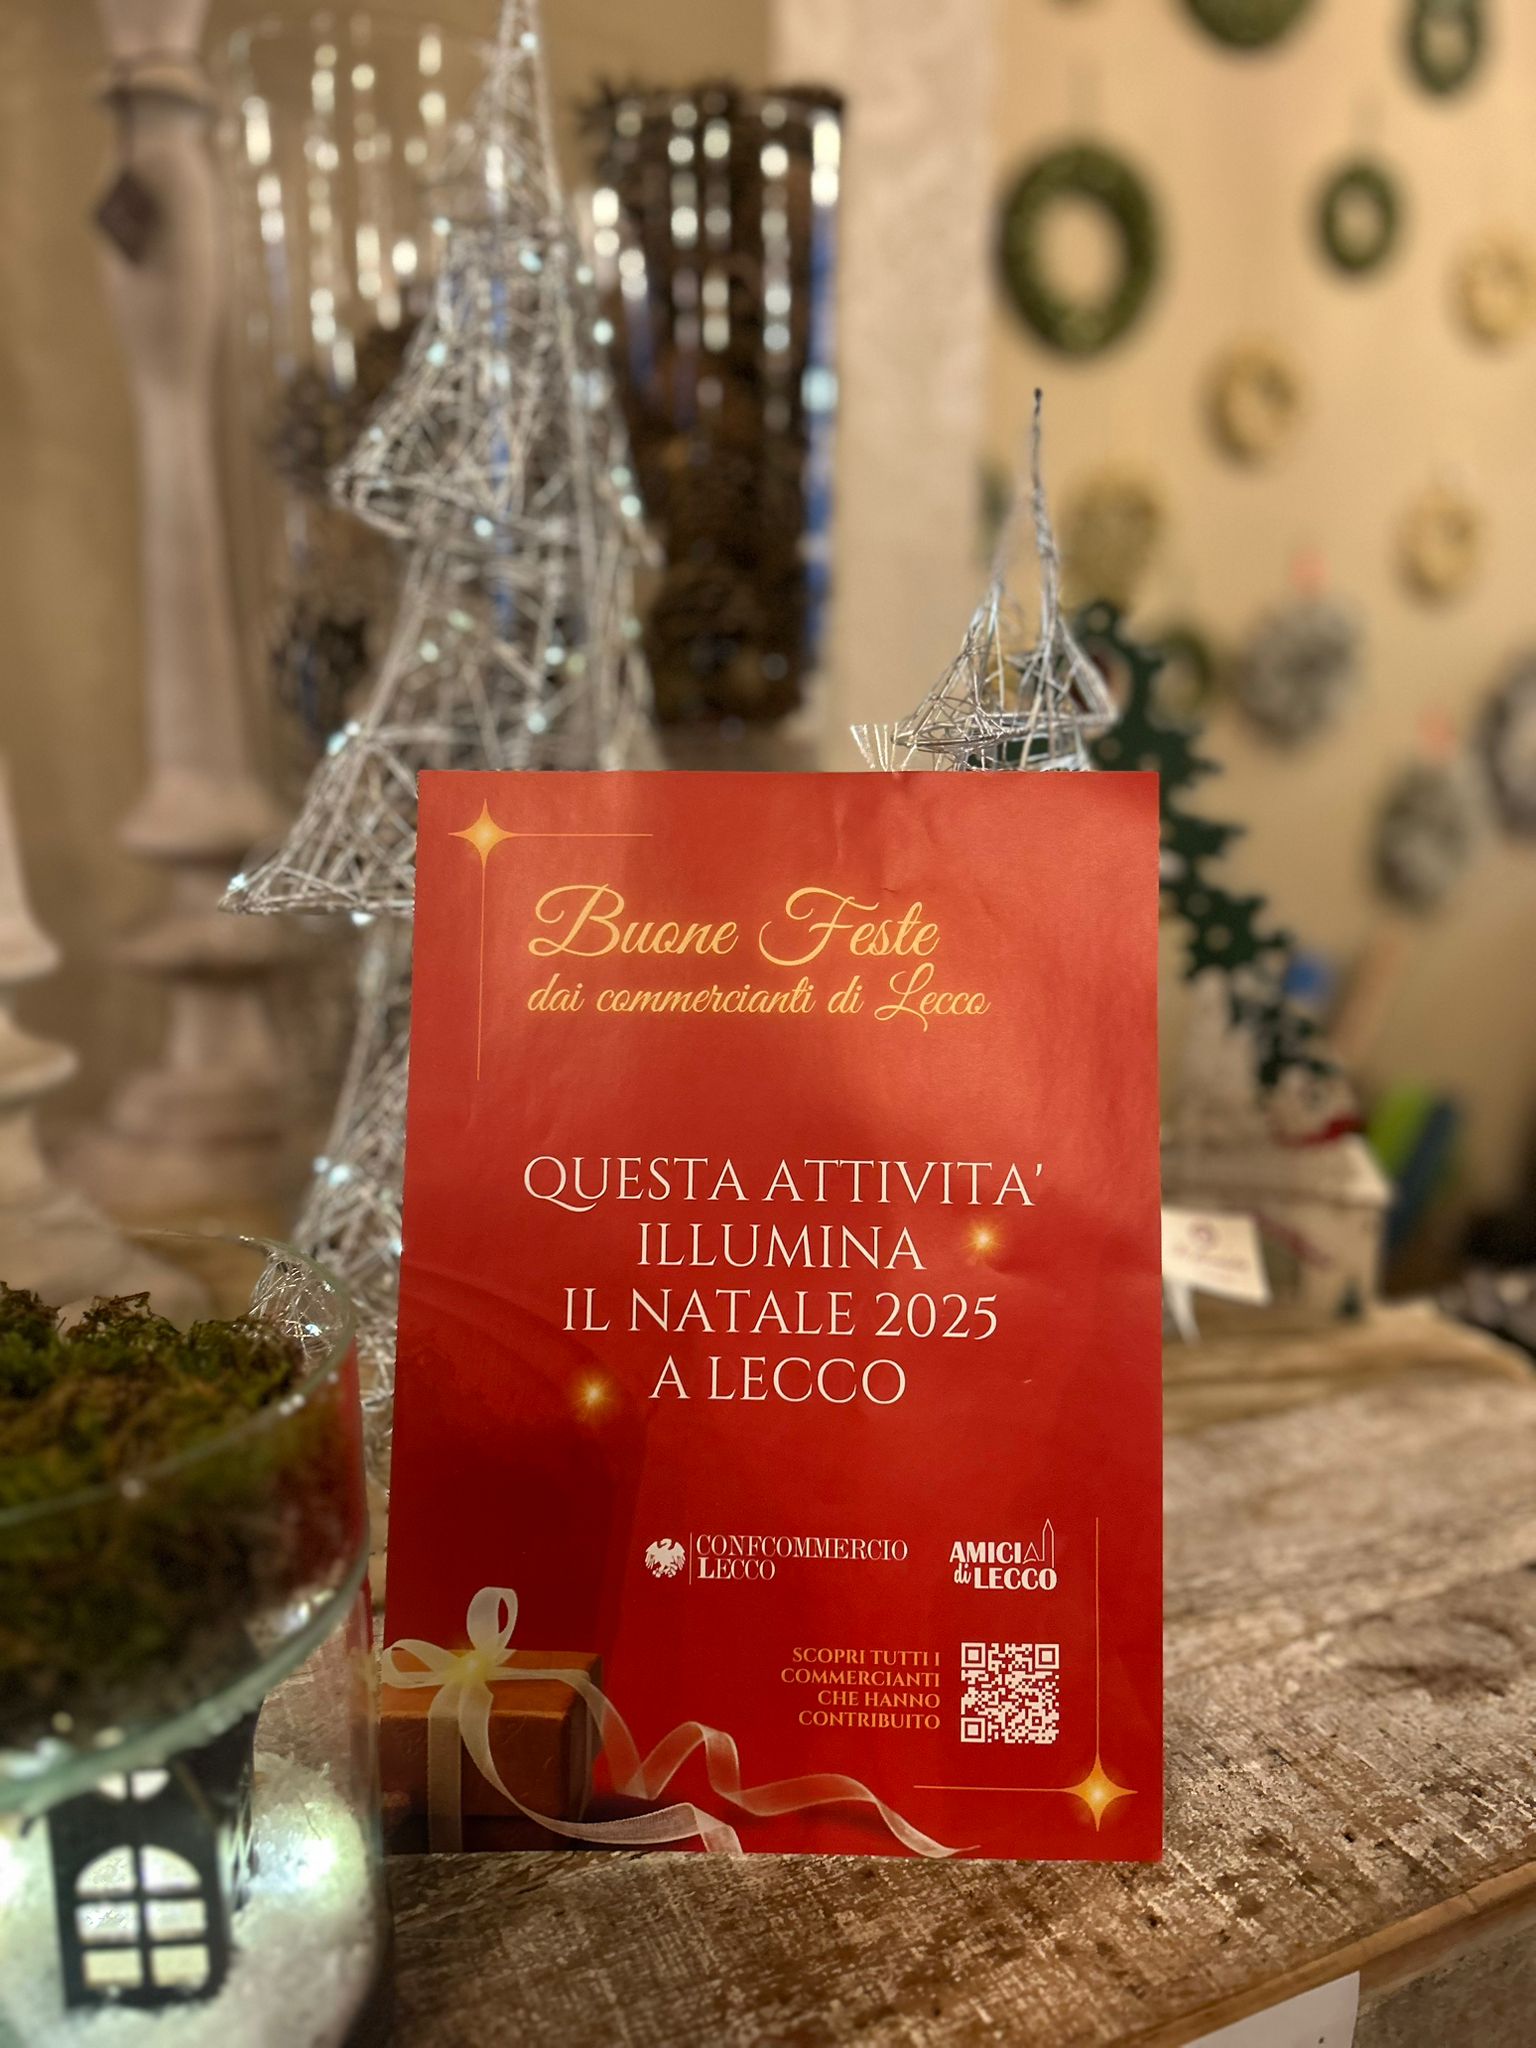 Buone Feste
dai commercianti di Lecco
QUESTA ATTIVITA'
ILLUMINA
IL NATALE 2025
A LECCO
CONFCOMMERCIO
LECCO
AMICI
di LECCO
SCOPRI TUTTI I
COMMERCIANTI
CHE HANNO
CONTRIBUITO